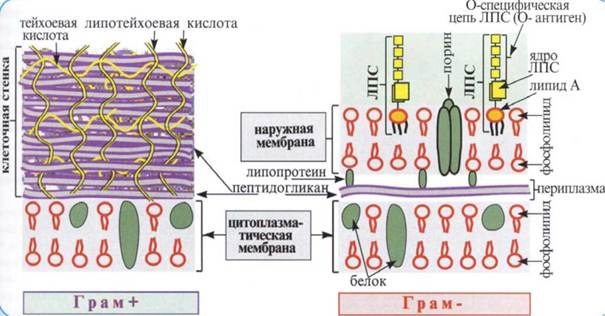 тейхоевая
кислота
липотейхоевая кислота
клеточная стенка
цитоплазма-
тическая
мембрана
Грам+
О-специфическая
цепь ЛПС (О- антиген)
ядро
ЛПС
липид А
ЛПС
ЛПС
порин
наружная
мембрана
фосфолипид
липопротеин
пептидогликан
периплазма
фосфолипид
белок
Грам-